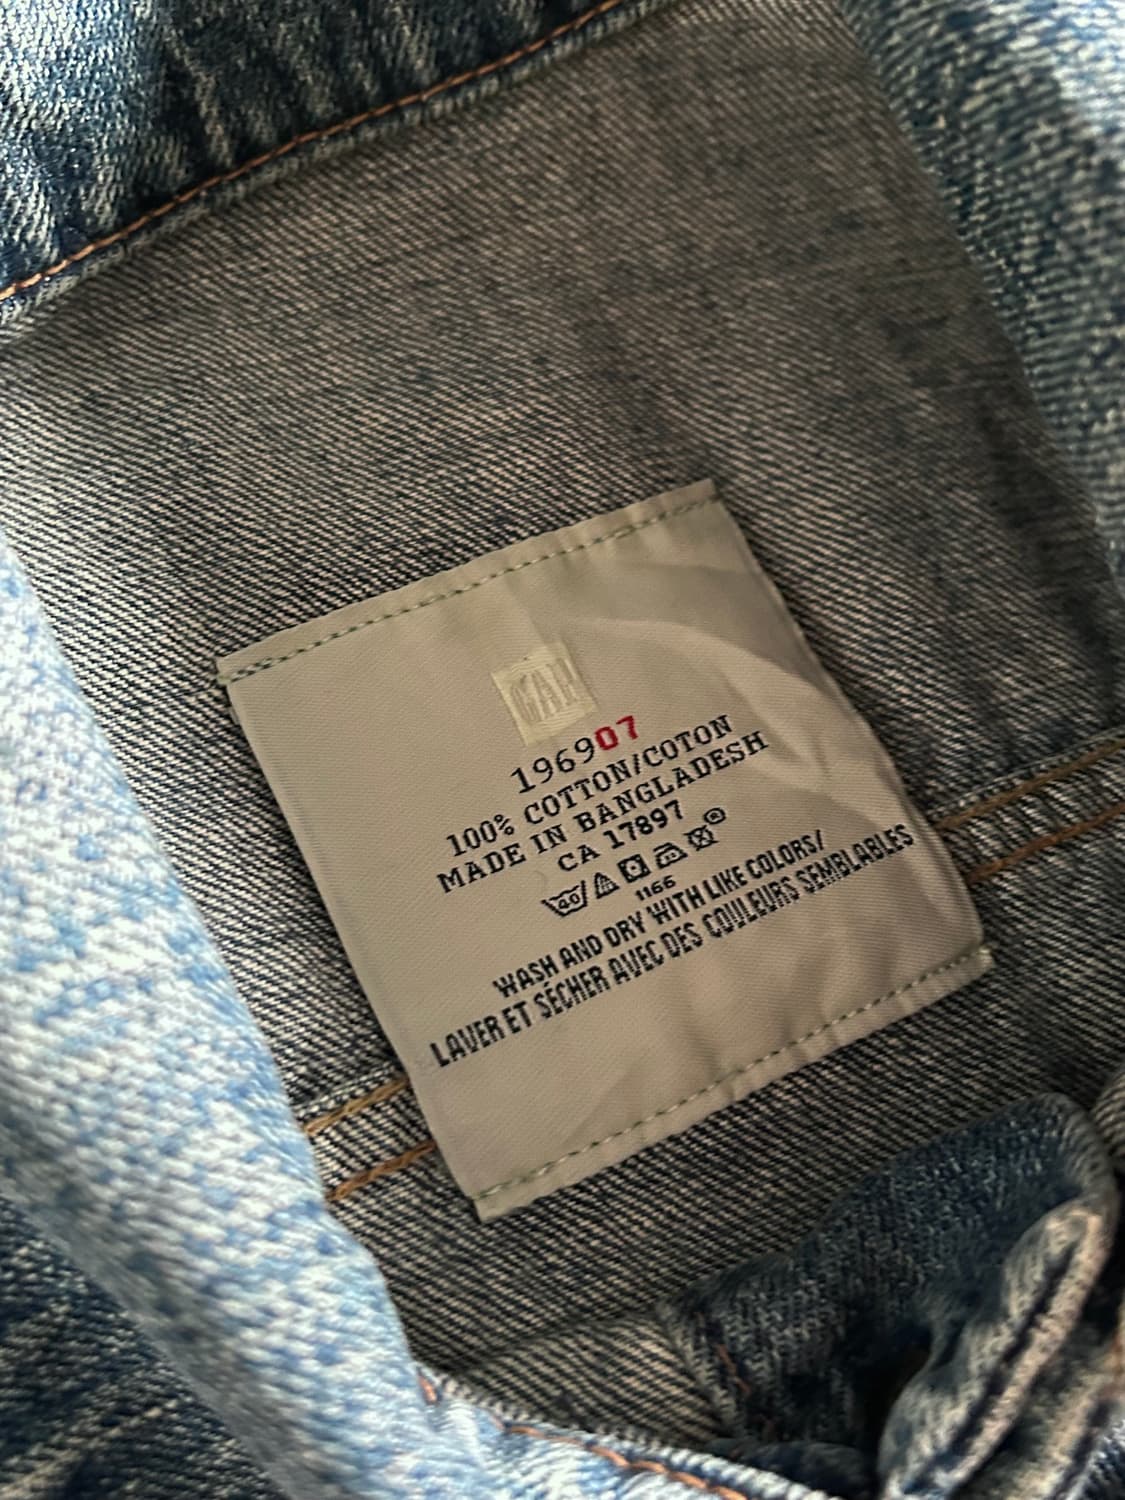 GAP
196907
100% COTTON/COTON
MADE IN BANGLADESH
CA 17897
40
1166
WASH AND DRY WITH LIKE COLORS/
LAVER ET SÉCHER AVEC DES COULEURS SEMBLABLES